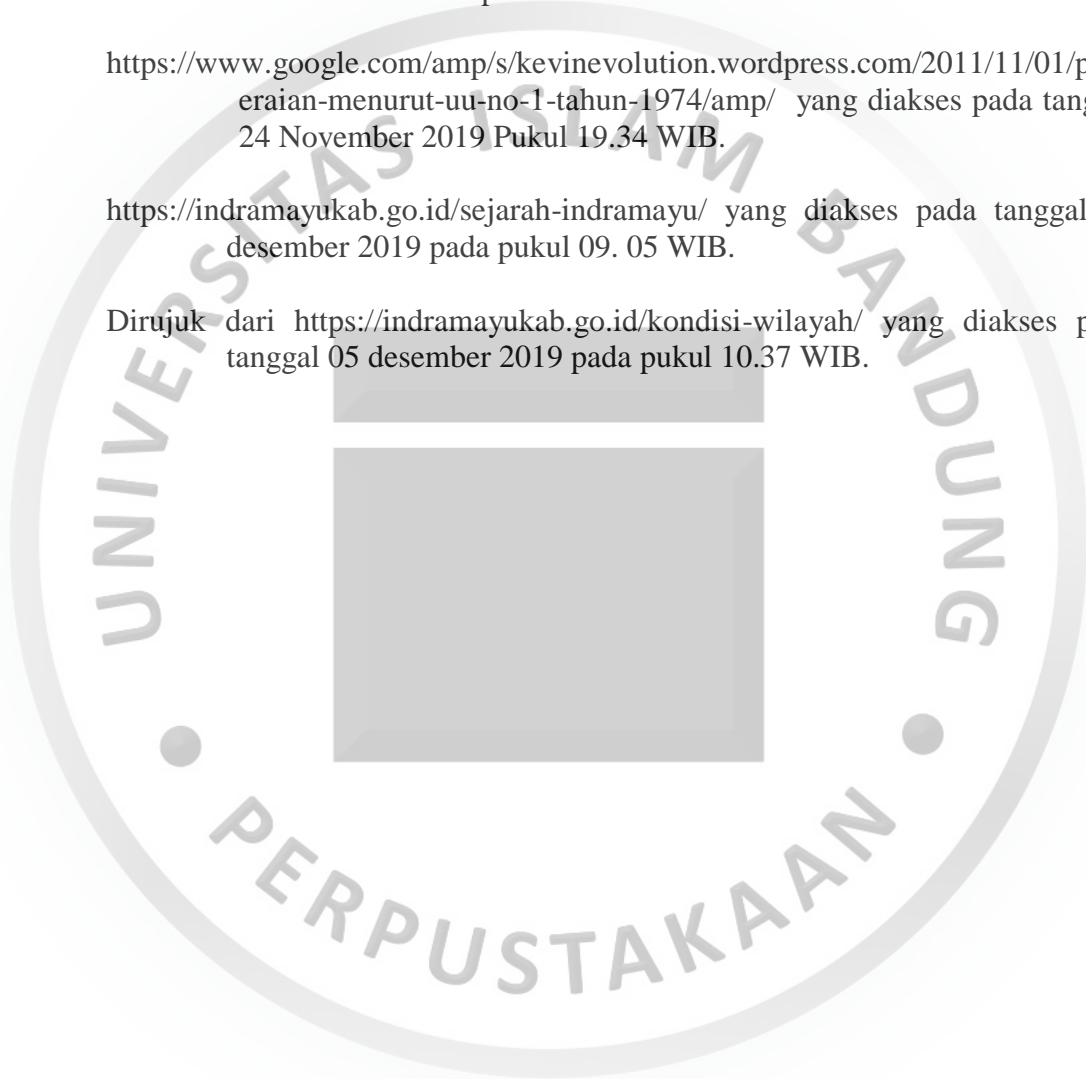 https://www.google.com/amp/s/kevinevolution.wordpress.com/2011/11/01/p
eraian-menurut-uu-no-1-tahun-1974/amp/ yang diakses pada tang
24 November 2019 Pukul 19.34 WIB.
https://indramayukab.go.id/sejarah-indramayu/ yang diakses pada tanggal
desember 2019 pada pukul 09. 05 WIB.
Dirujuk dari https://indramayukab.go.id/kondisi-wilayah/ yang diakses p
tanggal 05 desember 2019 pada pukul 10.37 WIB.
UNIVERSITAS ISLAM BANDUNG
PERPUSTAKAAN